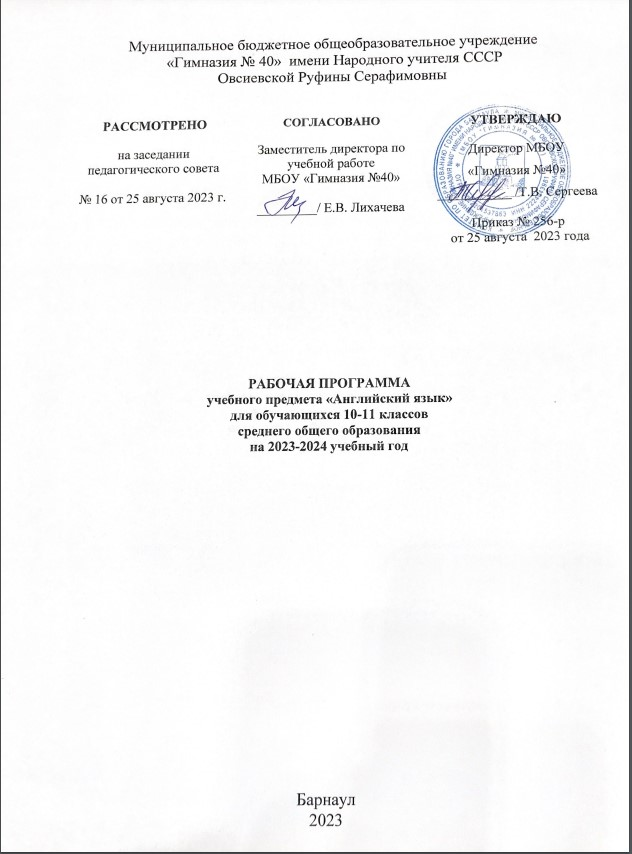 Муниципальное бюджетное общеобразовательное учреждение
«Гимназия № 40» имени Народного учителя СССР
Овсиевской Руфины Серафимовны
РАССМОТРЕНО
на заседании
педагогического совета
№ 16 от 25 августа 2023 г.
СОГЛАСОВАНО
Заместитель директора по
учебной работе
МБОУ «Гимназия №40»
/ Е.В. Лихачева
УТВЕРЖДАЮ
Директор МБОУ
«Гимназия №40»
/Т.В. Сергеева
Приказ № 256-р
от 25 августа 2023 года
РАБОЧАЯ ПРОГРАММА
учебного предмета «Английский язык»
для обучающихся 10-11 классов
среднего общего образования
на 2023-2024 учебный год
Барнаул
2023